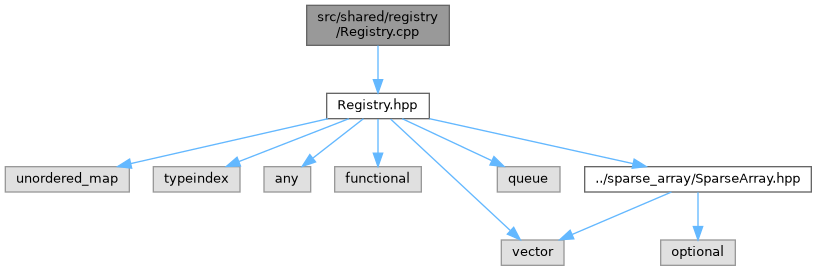 src/shared/registry
/Registry.cpp
Registry.hpp
unordered_map
typeindex
any
functional
queue
../sparse_array/SparseArray.hpp
vector
optional